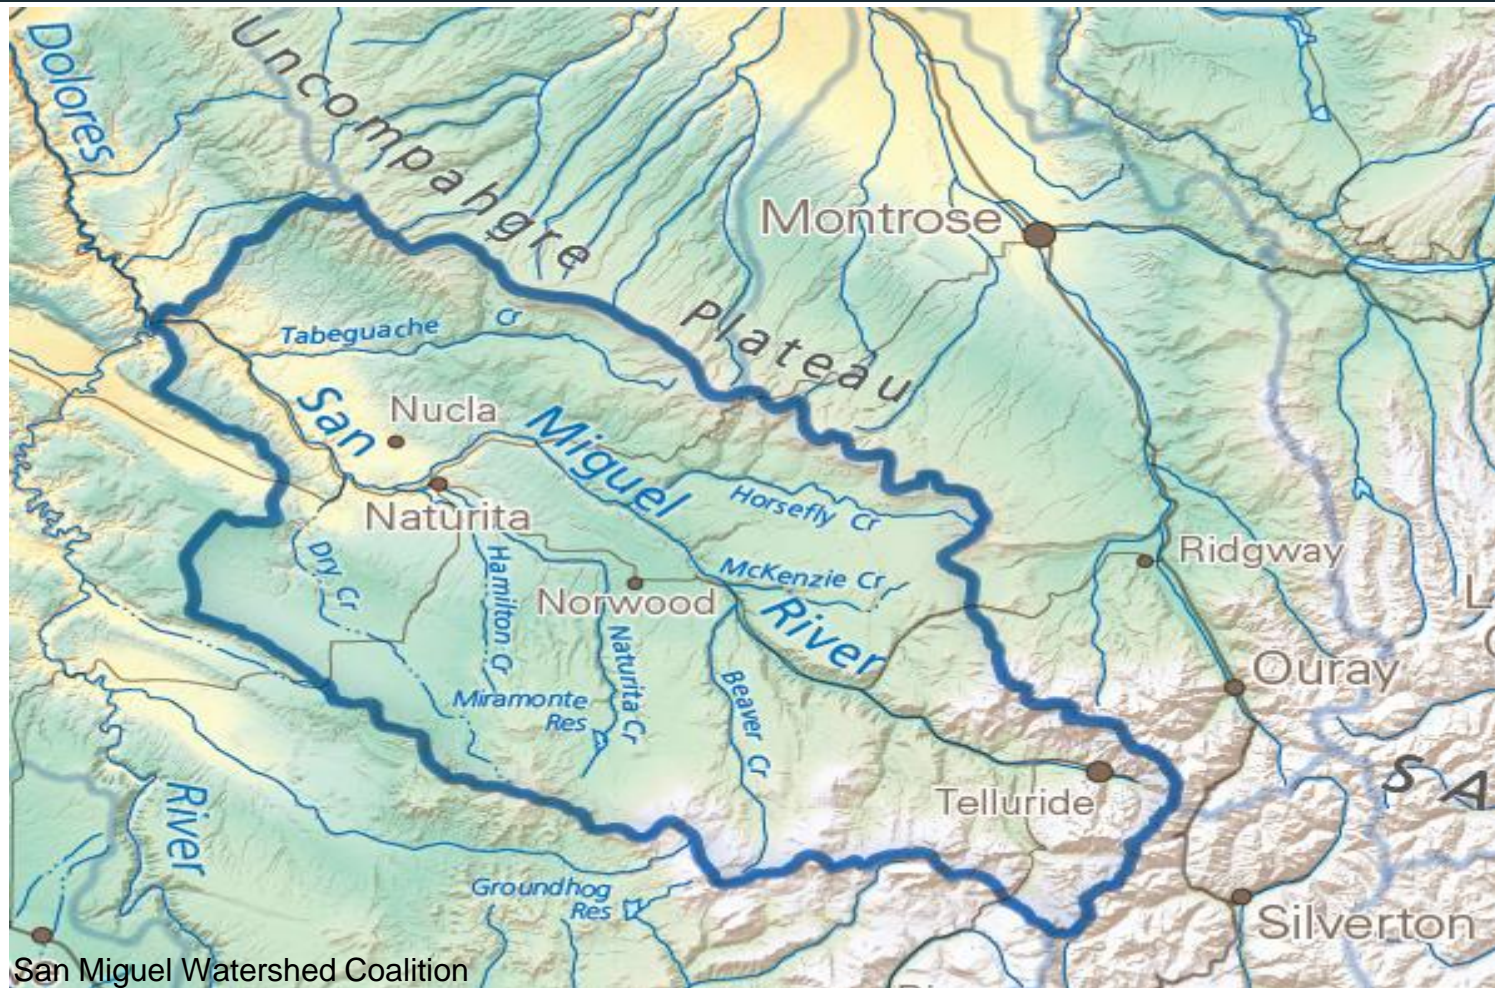 Dolores
Uncompahgre
Plateau
Montrose
Tabeguache Cr
San
Miguel
River
Nucla
Naturita
Horsefly Cr
McKenzie Cr
Dry Cr
Hamilton Cr
Norwood
Naturita Cr
Beaver Cr
Miramonte
Res
Ridgway
Ouray
Telluride
SA
River
Groundhog
Res
Silverton
San Miguel Watershed Coalition